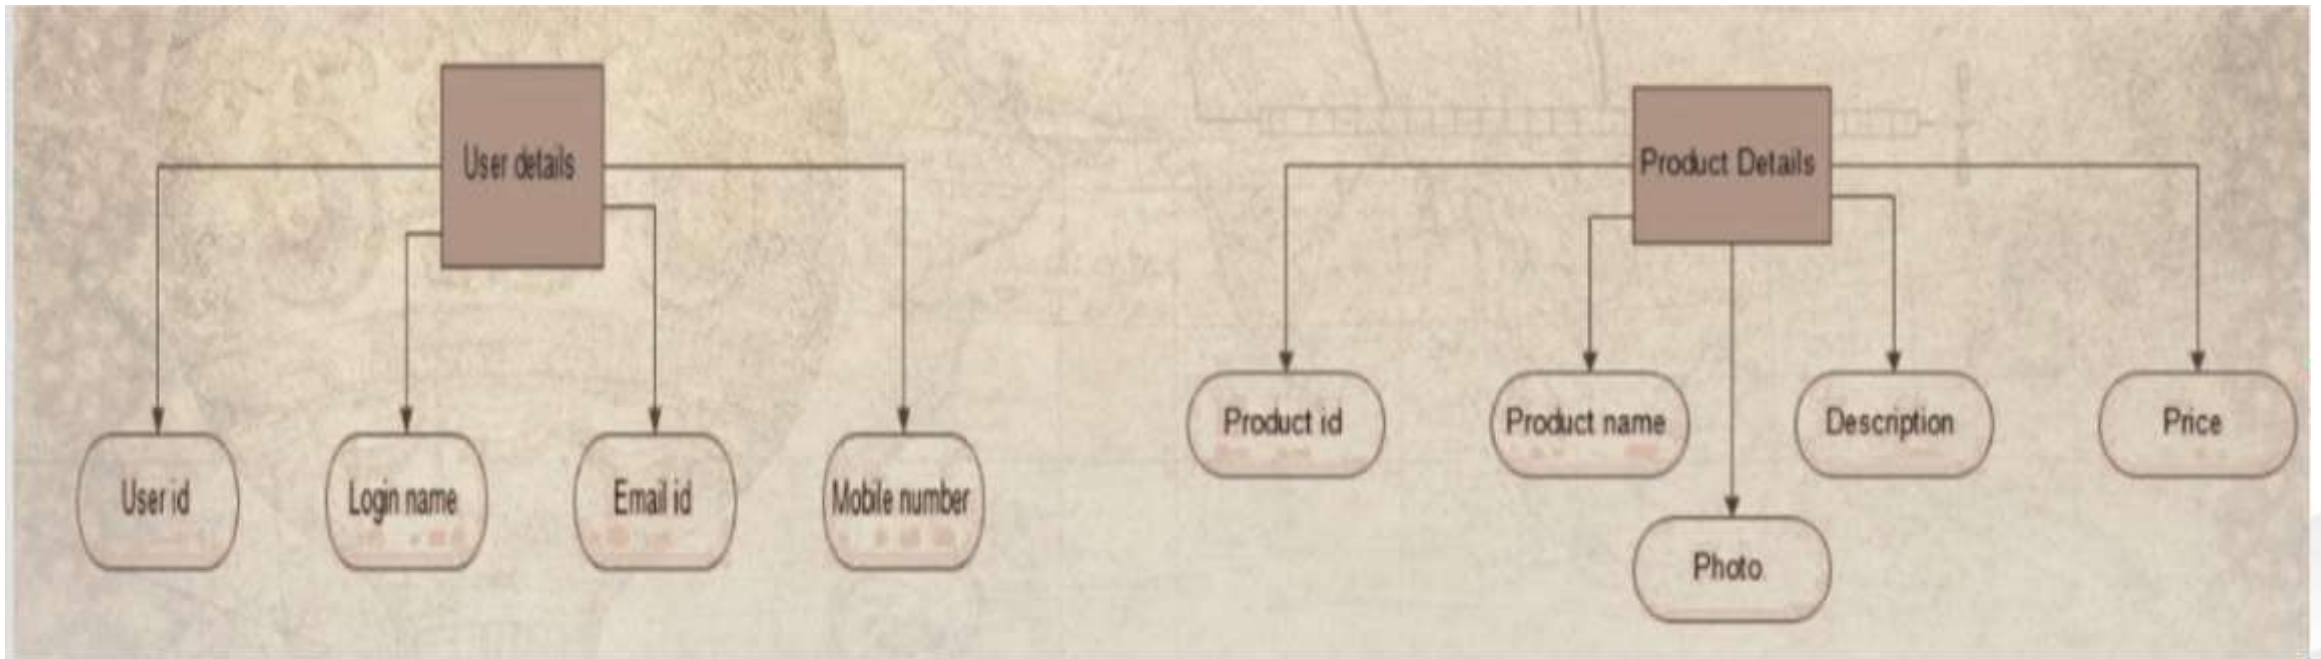 User details
User id
Login name
Email id
Mobile number
Product Details
Product id
Product name
Description
Price
Photo